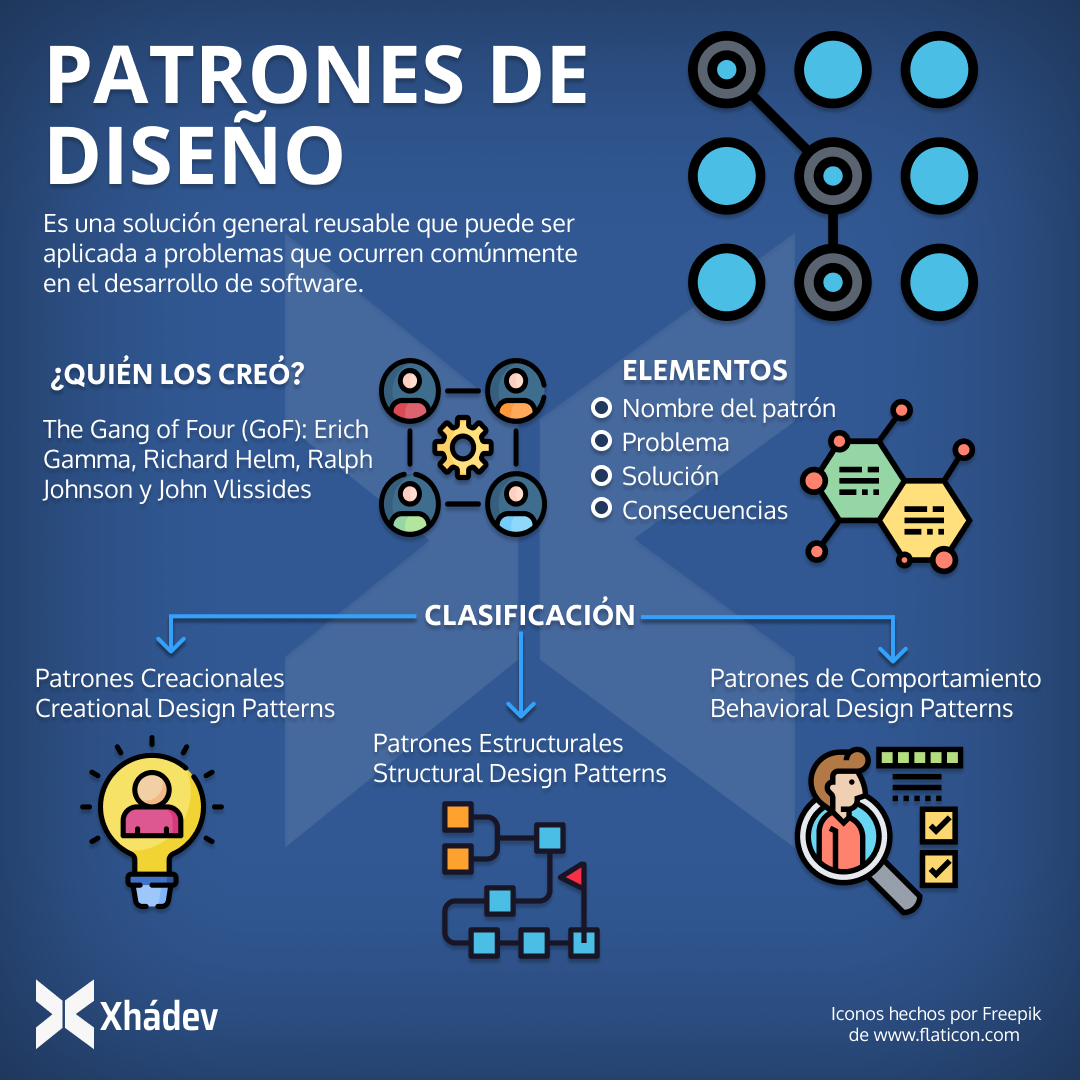 PATRONES DE
DISEÑO
Es una solución general reusable que puede ser
aplicada a problemas que ocurren comúnmente
en el desarrollo de software.
¿QUIÉN LOS CREÓ?
The Gang of Four (GoF): Erich
Gamma, Richard Helm, Ralph
Johnson y John Vlissides
ELEMENTOS
Nombre del patrón
Problema
Solución
Consecuencias
CLASIFICACIÓN
Patrones Creacionales
Creational Design Patterns
Patrones Estructurales
Structural Design Patterns
Patrones de Comportamiento
Behavioral Design Patterns
Xhádev
Iconos hechos por Freepik
de www.flaticon.com